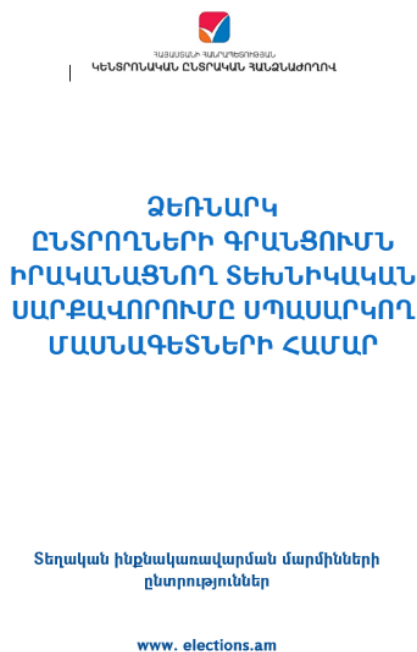 ՀԱՅԱՍՏԱՆԻ ՀԱՆՐԱՊԵՏՈՒԹՅԱՆ
ԿԵՆՏՐՈՆԱԿԱՆ ԸՆՏՐԱԿԱՆ ՀԱՆՁՆԱԺՈՂՈՎ
ՁԵՌՆԱՐԿ
ԸՆՏՐՈՂՆԵՐԻ ԳՐԱՆՑՈՒՄՆ
ԻՐԱԿԱՆԱՑՆՈՂ ՏԵԽՆԻԿԱԿԱՆ
ՍԱՐՔԱՎՈՐՈՒՄԸ ՍՊԱՍԱՐԿՈՂ
ՄԱՍՆԱԳԵՏՆԵՐԻ ՀԱՄԱՐ
Տեղական ինքնակառավարման մարմինների
ընտրություններ
www. elections.am